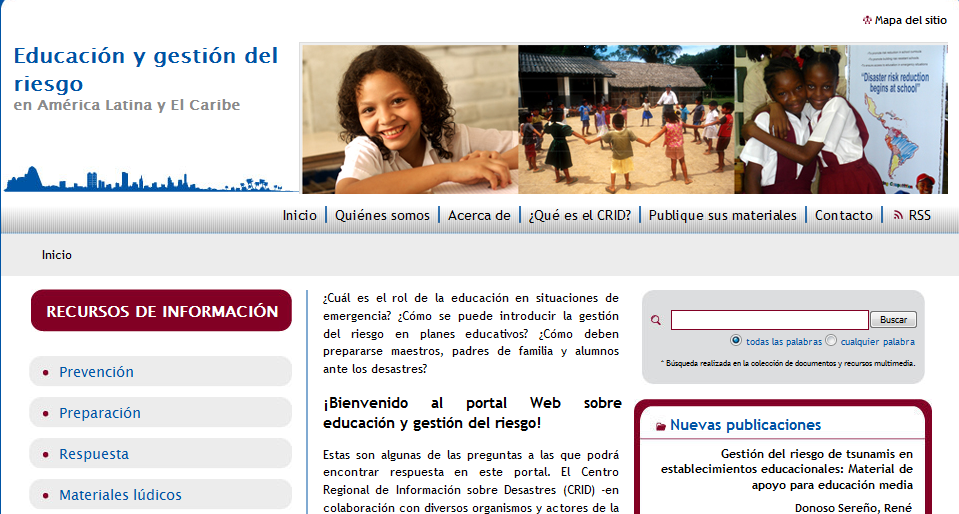 Mapa del sitio
Educación y gestión del
riesgo
en América Latina y El Caribe
"Disaster risk reduction
begins at school"
Inicio | Quiénes somos | Acerca de | ¿Qué es el CRID? | Publique sus materiales | Contacto | RSS
Inicio
RECURSOS DE INFORMACIÓN
Prevención
Preparación
Respuesta
Materiales lúdicos
¿Cuál es el rol de la educación en situaciones de
emergencia? ¿Cómo se puede introducir la gestión
del riesgo en planes educativos? ¿Cómo deben
prepararse maestros, padres de familia y alumnos
ante los desastres?
¡Bienvenido al portal Web sobre
educación y gestión del riesgo!
Estas son algunas de las preguntas a las que podrá
encontrar respuesta en este portal. El Centro
Regional de Información sobre Desastres (CRID) -en
colaboración con diversos organismos y actores de la
Buscar
todas las palabras cualquier palabra
* Búsqueda realizada en la colección de documentos y recursos multimedia.
Nuevas publicaciones
Gestión del riesgo de tsunamis en
establecimientos educacionales: Material de
apoyo para educación media
Donoso Sereño, René